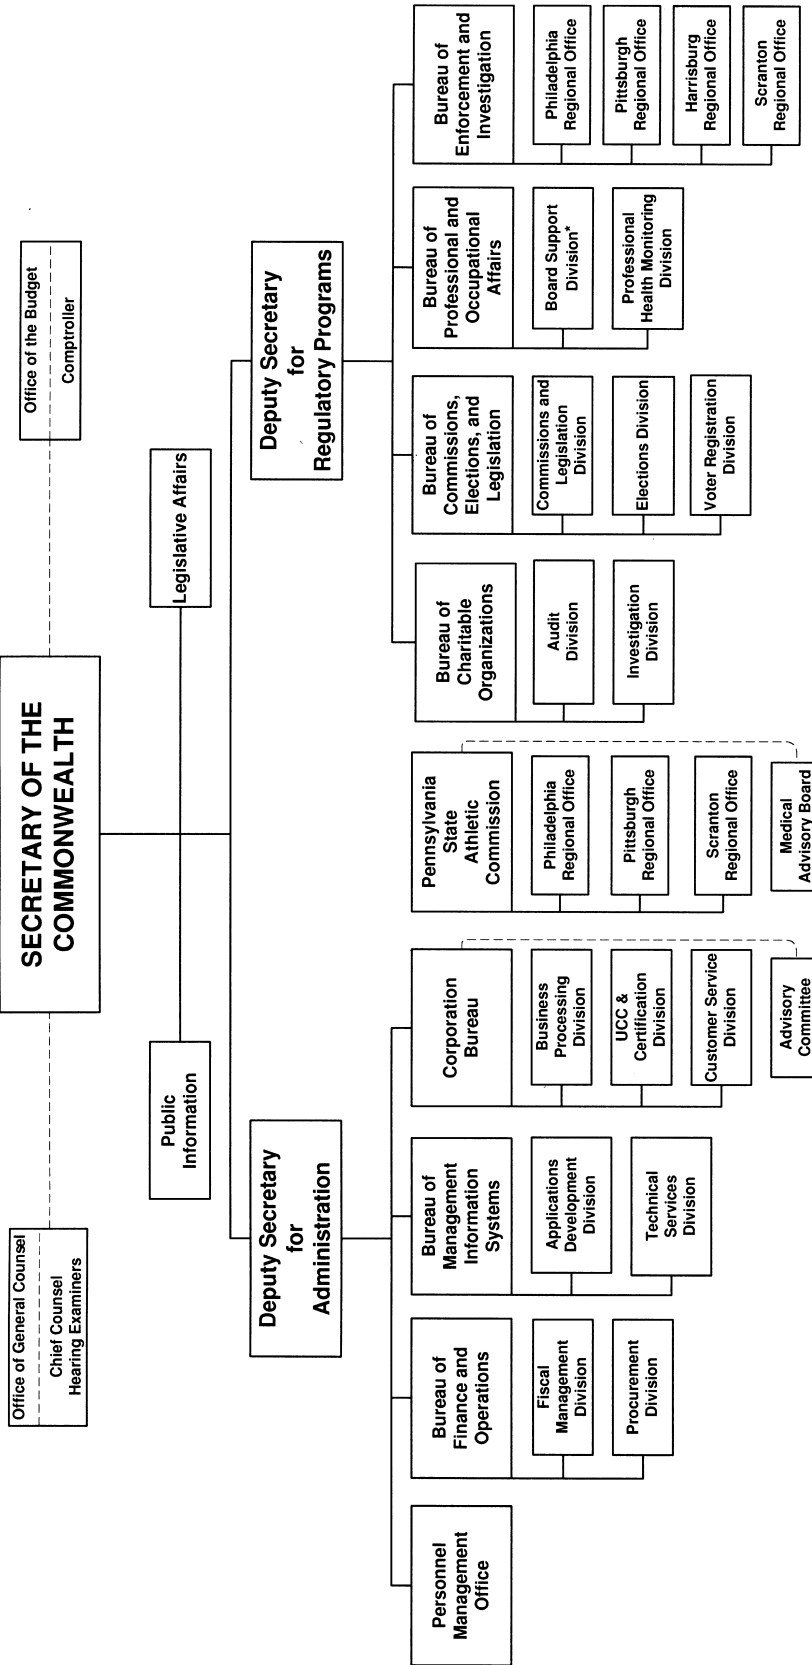 SECRETARY OF THE
COMMONWEALTH
Office of General Counsel
Chief Counsel
Hearing Examiners
Office of the Budget
Comptroller
Public
Information
Legislative Affairs
Deputy Secretary
for
Administration
Deputy Secretary
for
Regulatory Programs
Personnel
Management
Office
Bureau of
Finance and
Operations
Fiscal
Management
Division
Procurement
Division
Bureau of
Management
Information
Systems
Applications
Development
Division
Technical
Services
Division
Corporation
Bureau
Business
Processing
Division
UCC &
Certification
Division
Customer Service
Division
Advisory
Committee
Pennsylvania
State
Athletic
Commission
Philadelphia
Regional Office
Pittsburgh
Regional Office
Scranton
Regional Office
Medical
Advisory Board
Bureau of
Charitable
Organizations
Audit
Division
Investigation
Division
Bureau of
Commissions,
Elections, and
Legislation
Commissions and
Legislation
Division
Elections Division
Voter Registration
Division
Bureau of
Professional and
Occupational
Affairs
Board Support
Division*
Professional
Health Monitoring
Division
Bureau of
Enforcement and
Investigation
Philadelphia
Regional Office
Pittsburgh
Regional Office
Harrisburg
Regional Office
Scranton
Regional Office